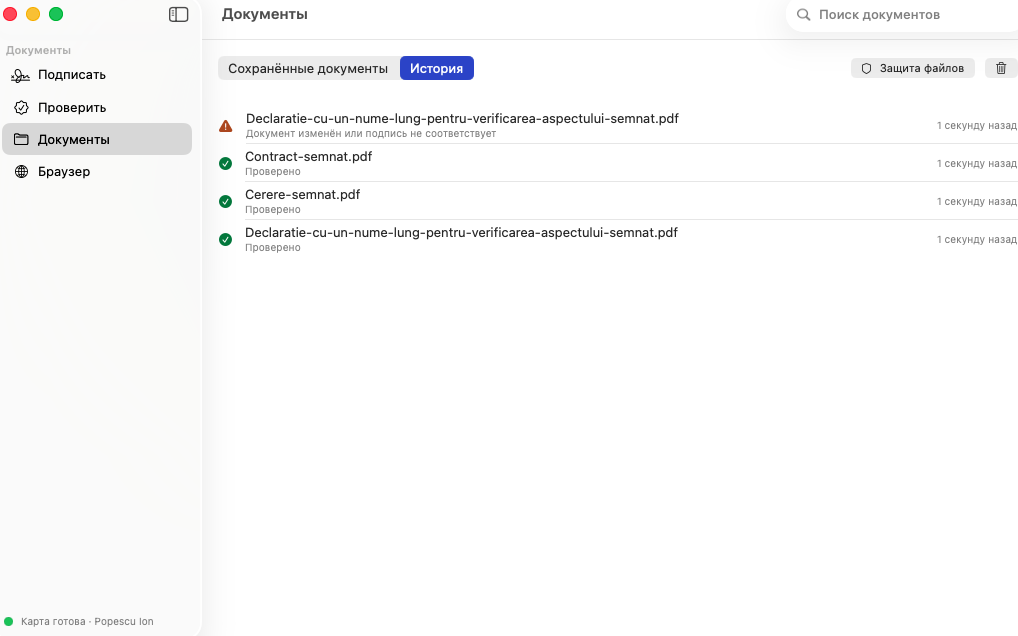 Документы
Поиск документов
Документы
Подписать
Проверить
Документы
Браузер
Сохранённые документы
История
Защита файлов
Declaratie-cu-un-nume-lung-pentru-verificarea-aspectului-semnat.pdf
Документ изменён или подпись не соответствует
1 секунду назад
Contract-semnat.pdf
Проверено
1 секунду назад
Cerere-semnat.pdf
Проверено
1 секунду назад
Declaratie-cu-un-nume-lung-pentru-verificarea-aspectului-semnat.pdf
Проверено
1 секунду назад
Карта готова · Popescu Ion